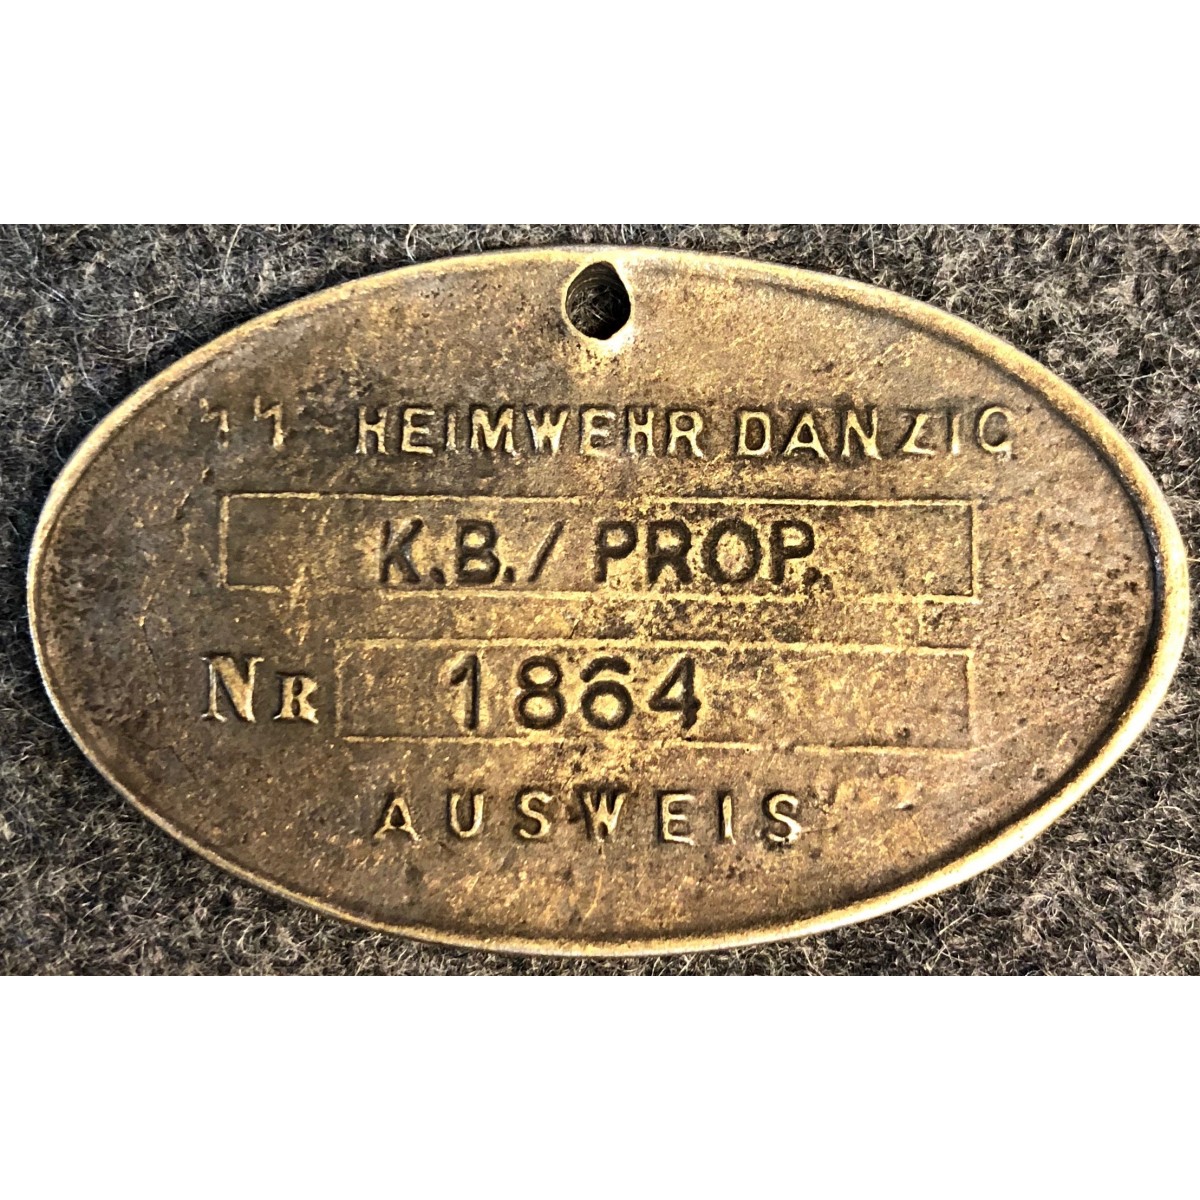 ᛋᛋ - HEIMWEHR DANZIG
K.B./ PROP.
NR 1864
AUSWEIS